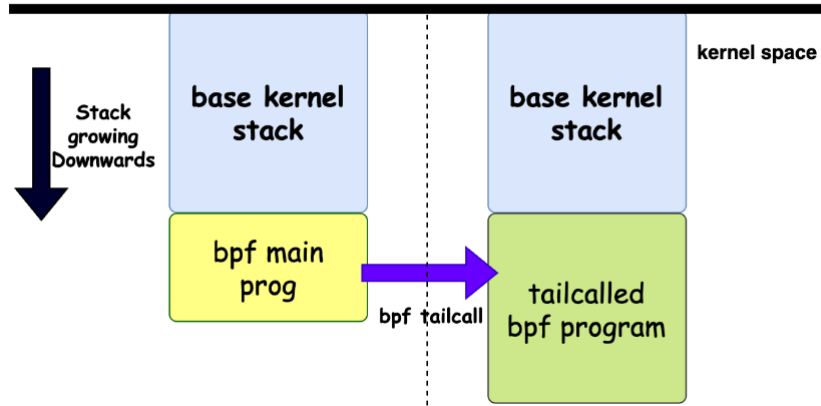 base kernel
stack
base kernel
stack
kernel space
Stack
growing
Downwards
bpf main
prog
bpf tailcall
tailcalled
bpf program